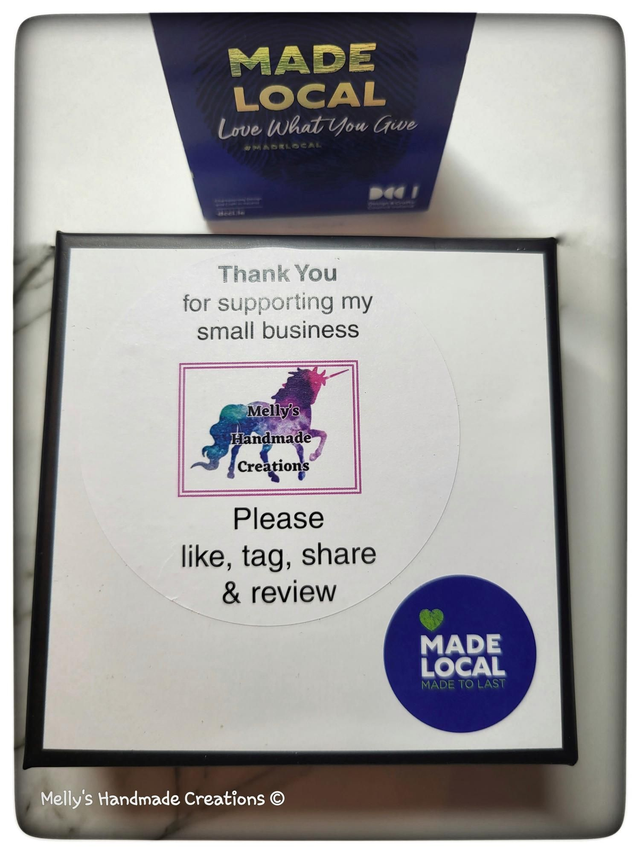 MADE
LOCAL
Love What You Give
#MADELOCAL
DCCI
Thank You
for supporting my
small business
Melly's
Handmade
Creations
Please
like, tag, share
& review
MADE
LOCAL
MADE TO LAST
Melly's Handmade Creations ©